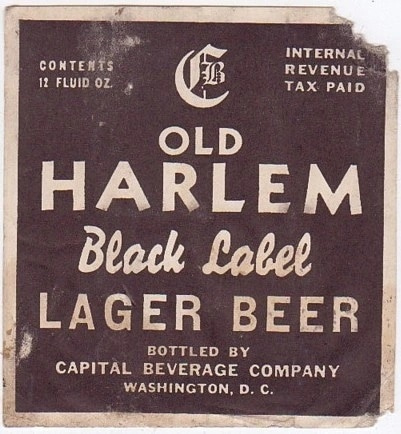 CONTENTS
12 FLUID OZ.
CB
INTERNAL
REVENUE
TAX PAID
OLD
HARLEM
Black Label
LAGER BEER
BOTTLED BY
CAPITAL BEVERAGE COMPANY
WASHINGTON, D. C.